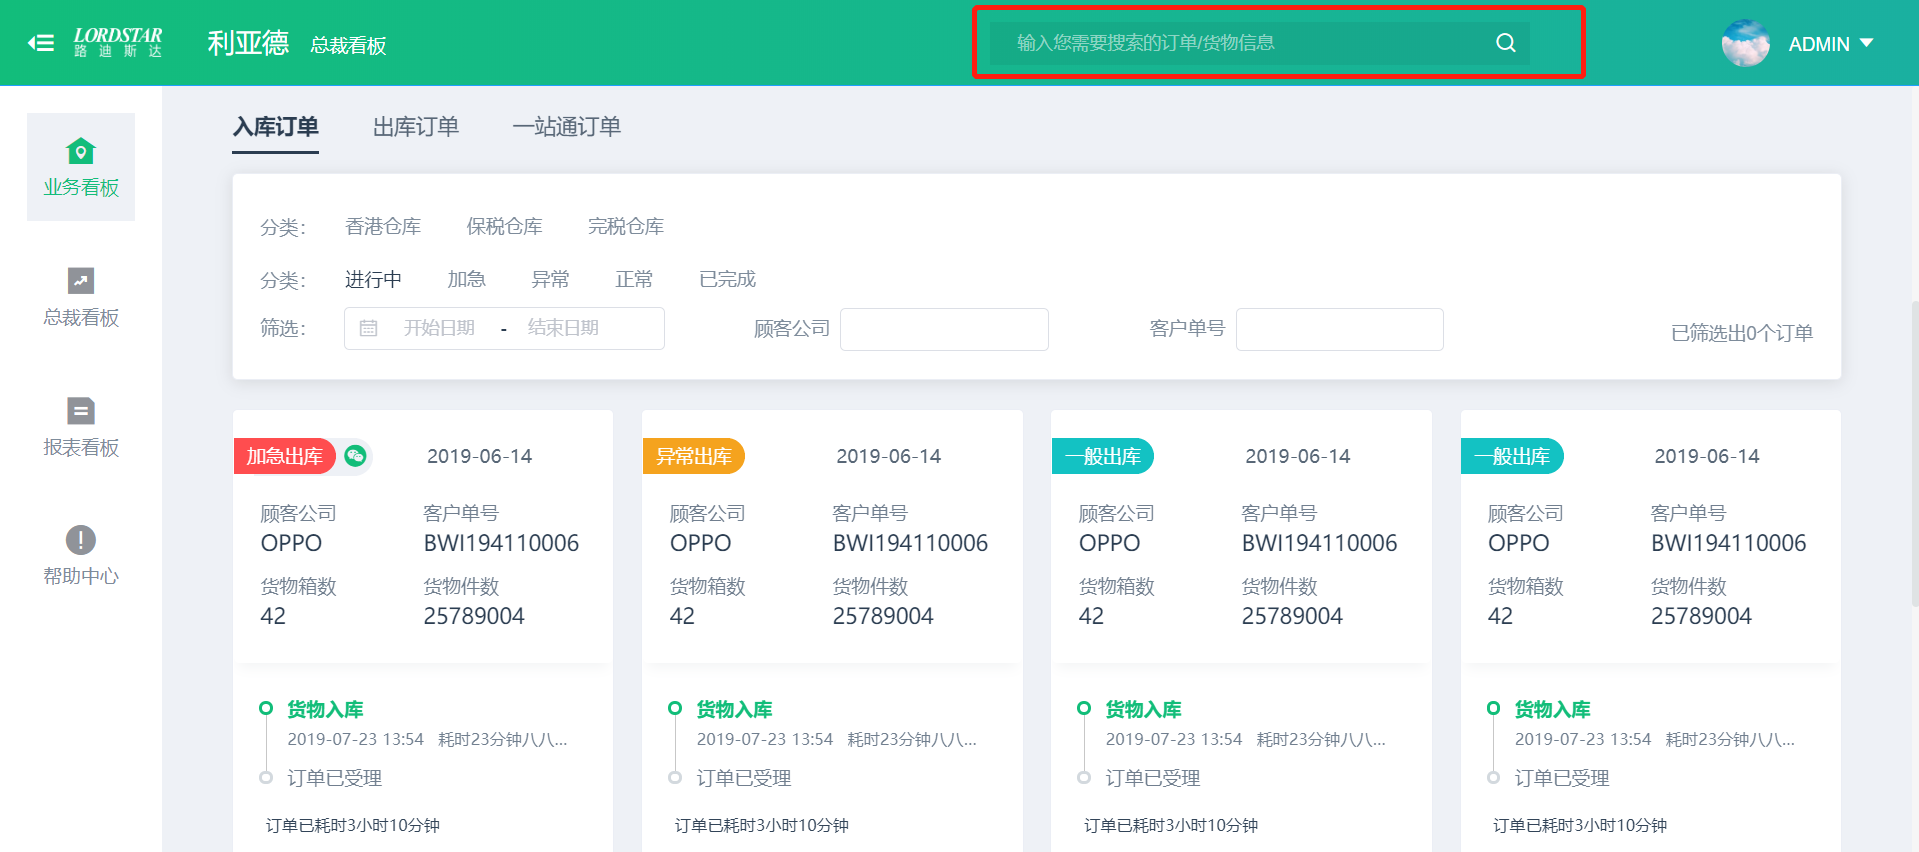 LORDSTAR
路迪斯达
利亚德 总裁看板
输入您需要搜索的订单/货物信息
ADMIN
业务看板
总裁看板
报表看板
帮助中心
入库订单 出库订单 一站通订单
分类： 香港仓库 保税仓库 完税仓库
分类： 进行中 加急 异常 正常 已完成
筛选： 开始日期 - 结束日期 顾客公司 客户单号 已筛选出0个订单
加急出库 2019-06-14
顾客公司 客户单号
OPPO BWI194110006
货物箱数 货物件数
42 25789004
货物入库
2019-07-23 13:54 耗时23分钟八八...
订单已受理
订单已耗时3小时10分钟
异常出库 2019-06-14
顾客公司 客户单号
OPPO BWI194110006
货物箱数 货物件数
42 25789004
货物入库
2019-07-23 13:54 耗时23分钟八八...
订单已受理
订单已耗时3小时10分钟
一般出库 2019-06-14
顾客公司 客户单号
OPPO BWI194110006
货物箱数 货物件数
42 25789004
货物入库
2019-07-23 13:54 耗时23分钟八八...
订单已受理
订单已耗时3小时10分钟
一般出库 2019-06-14
顾客公司 客户单号
OPPO BWI194110006
货物箱数 货物件数
42 25789004
货物入库
2019-07-23 13:54 耗时23分钟八八...
订单已受理
订单已耗时3小时10分钟